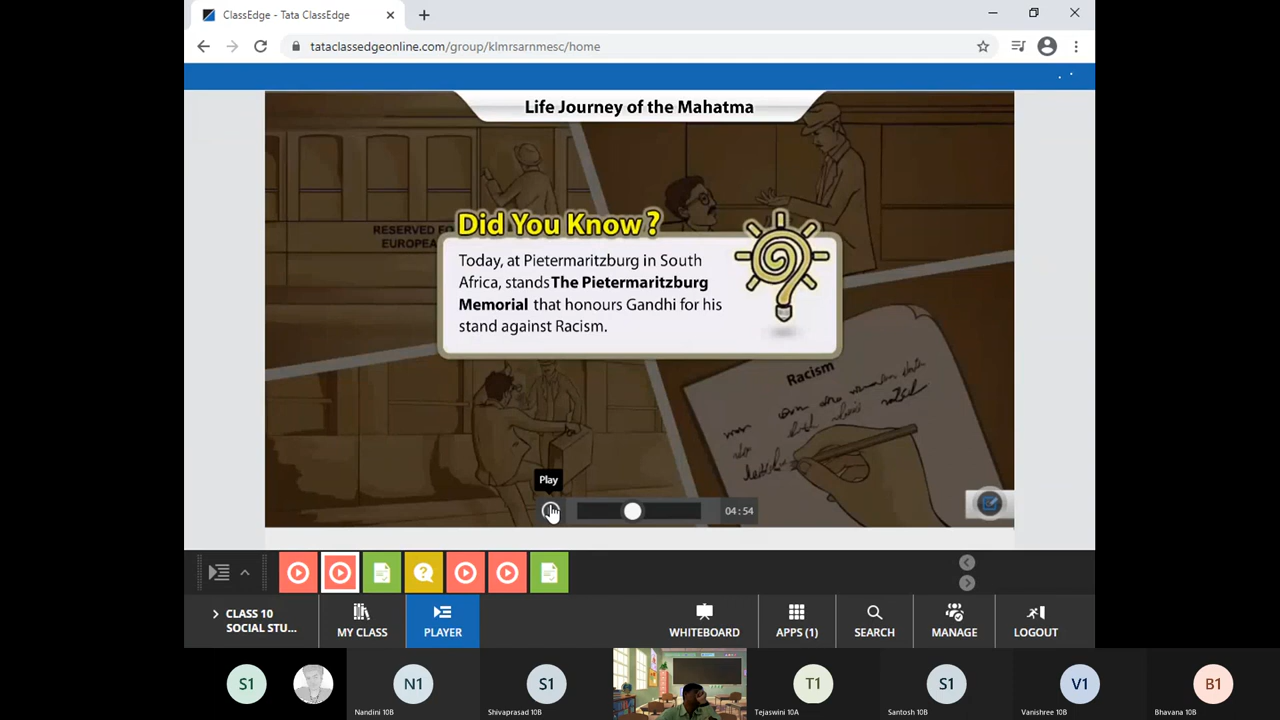 ClassEdge - Tata ClassEdge
tataclassedgeonline.com/group/klmrsarnmesc/home
Life Journey of the Mahatma
RESERVED FO
EUROPEA
Did You Know ?
Today, at Pietermaritzburg in South
Africa, stands The Pietermaritzburg
Memorial that honours Gandhi for his
stand against Racism.
Racism
Play
04:54
CLASS 10
SOCIAL STU...
MY CLASS
PLAYER
WHITEBOARD
APPS (1)
SEARCH
MANAGE
LOGOUT
S1
N1
S1
T1
S1
V1
B1
Nandini 10B
Shivaprasad 10B
Tejaswini 10A
Santosh 10B
Vanishree 10B
Bhavana 10B